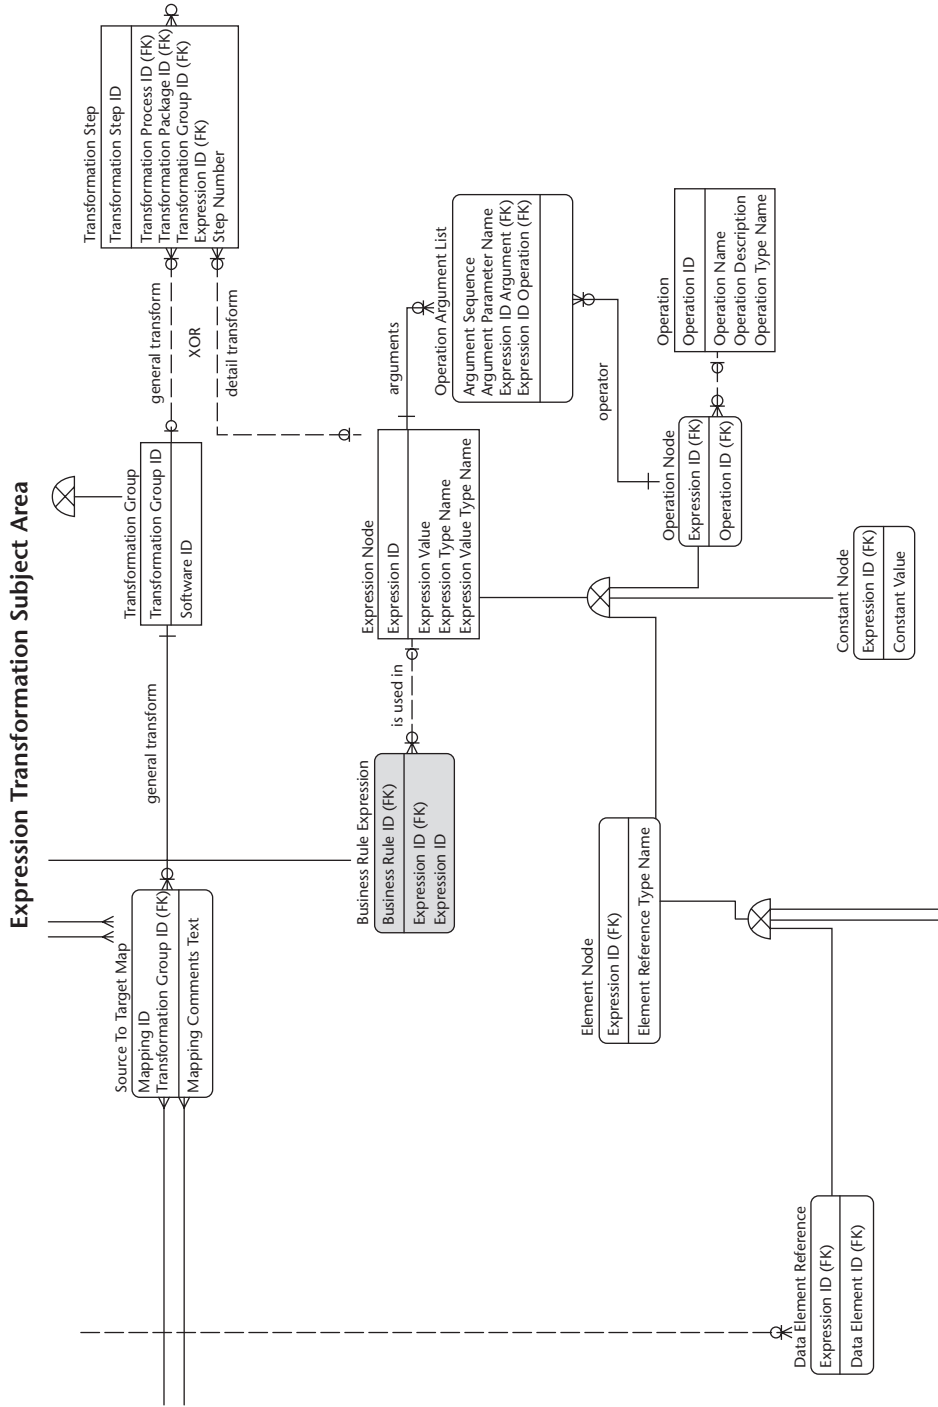 Expression Transformation Subject Area
Source To Target Map
Mapping ID
Transformation Group ID (FK)
Mapping Comments Text
general transform
Transformation Group
Transformation Group ID
Software ID
general transform
XOR
detail transform
Transformation Step
Transformation Step ID
Transformation Process ID (FK)
Transformation Package ID (FK)
Transformation Group ID (FK)
Expression ID (FK)
Step Number
Business Rule Expression
Business Rule ID (FK)
Expression ID (FK)
Expression ID
is used in
Expression Node
Expression ID
Expression Value
Expression Type Name
Expression Value Type Name
arguments
Operation Argument List
Argument Sequence
Argument Parameter Name
Expression ID Argument (FK)
Expression ID Operation (FK)
operator
Element Node
Expression ID (FK)
Element Reference Type Name
Operation Node
Expression ID (FK)
Operation ID (FK)
Operation
Operation ID
Operation Name
Operation Description
Operation Type Name
Data Element Reference
Expression ID (FK)
Data Element ID (FK)
Constant Node
Expression ID (FK)
Constant Value